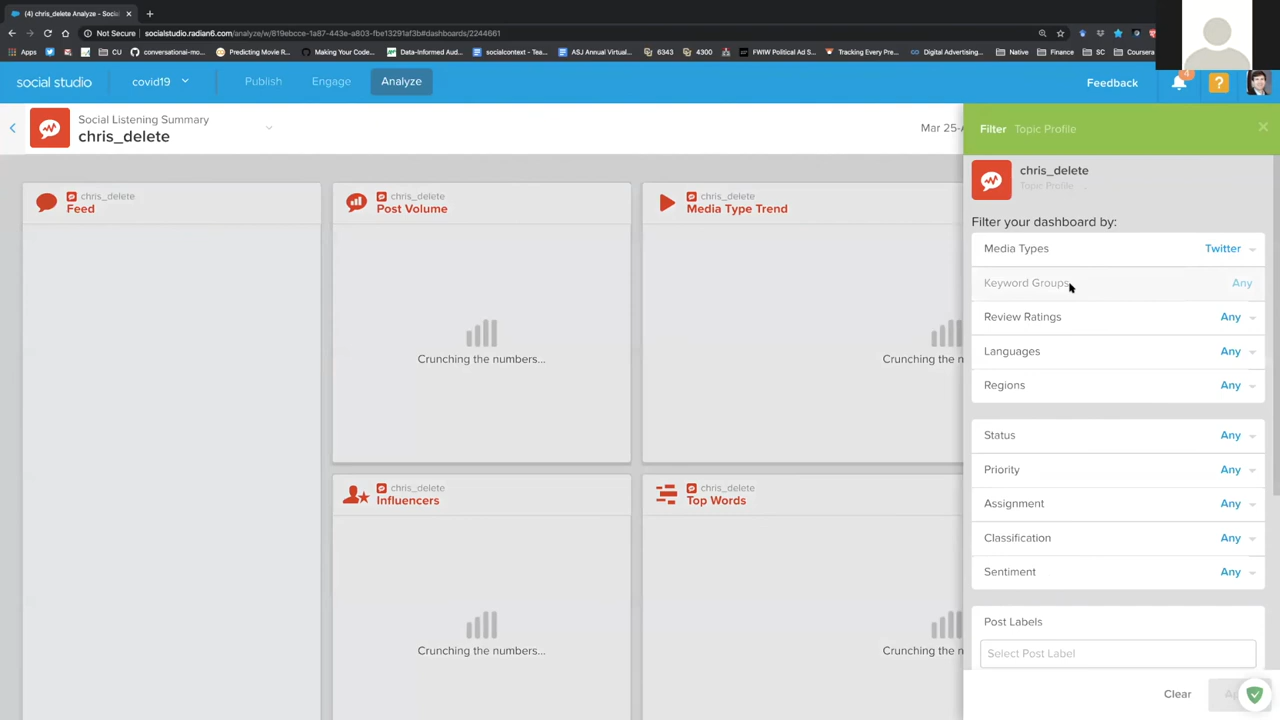 (4) chris_delete Analyze - Soci
Not Secure
socialstudio.radian6.com/analyze/w/819ebcce-1a87-443e-a803-fbe13291af3b#dashboards/2244661
Apps
CU
conversational-mo...
Predicting Movie R...
Making Your Code...
Data-Informed Aud...
socialcontext - Tea...
ASJ Annual Virtual...
6343
4300
FWIW Political Ad S...
Tracking Every Pre...
Digital Advertising...
Native
Finance
SC
Coursera
social studio
covid19
Publish
Engage
Analyze
Feedback
4
?
Social Listening Summary
chris_delete
Mar 25-
chris_delete
Feed
chris_delete
Post Volume
Crunching the numbers...
chris_delete
Media Type Trend
Crunching the n
chris_delete
Influencers
Crunching the numbers...
chris_delete
Top Words
Crunching the n
Filter Topic Profile
chris_delete
Topic Profile
Filter your dashboard by:
Media Types Twitter
Keyword Groups Any
Review Ratings Any
Languages Any
Regions Any
Status Any
Priority Any
Assignment Any
Classification Any
Sentiment Any
Post Labels
Select Post Label
Clear